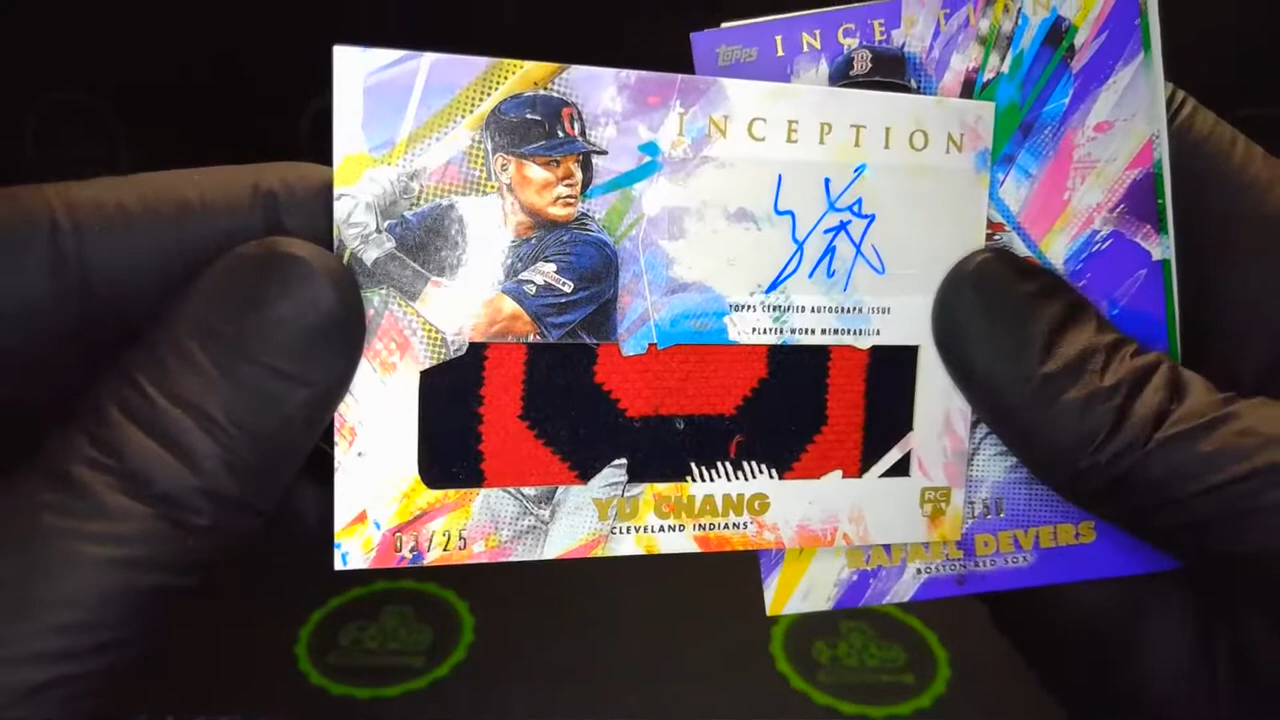 INCEPTION
TOPPS CERTIFIED AUTOGRAPH ISSUE
PLAYER-WORN MEMORABILIA
YU CHANG
CLEVELAND INDIANS
RC
/25
TOPPS
INCEPTION
B
RAFAEL DEVERS
BOSTON RED SOX